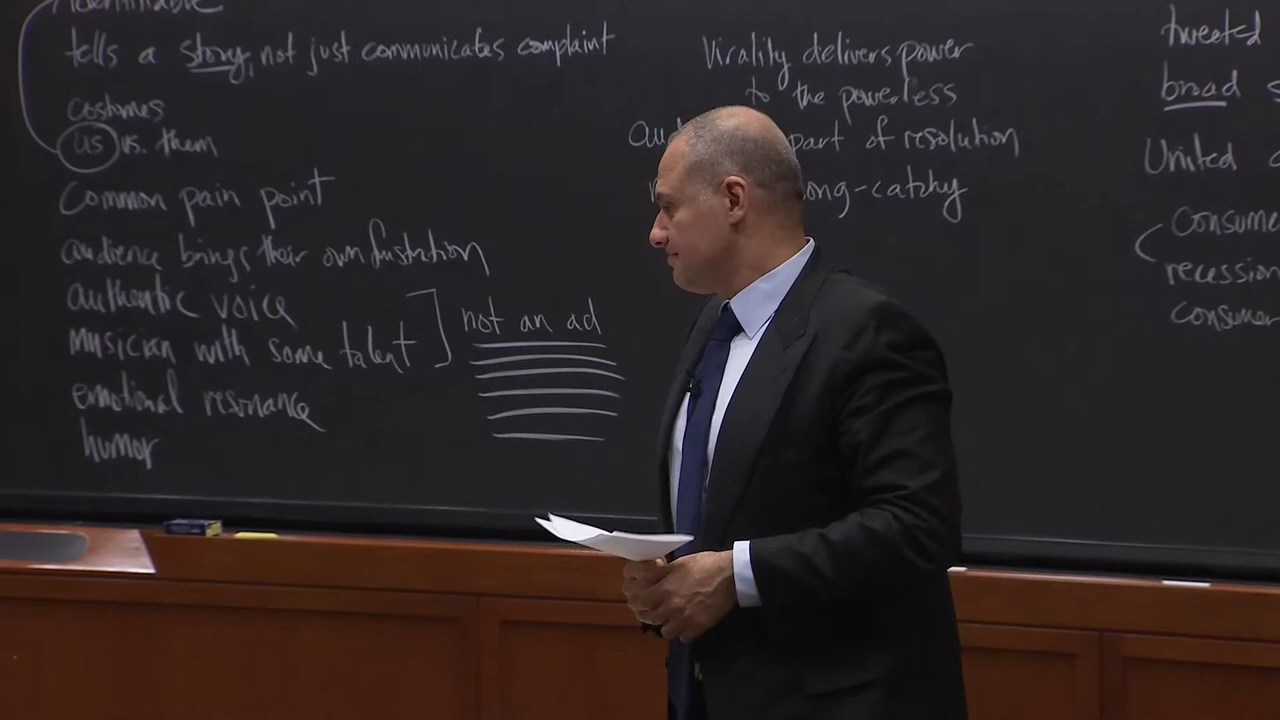 identifiable
tells a story, not just communicates complaint
costumes
us vs. them
Common pain point
audience brings their own frustration
authentic voice
musician with some talent
not an ad
emotional resonance
humor
Virality delivers power
to the powerless
part of resolution
song-catchy
tweeted
broad
United
consume
recession
consumer